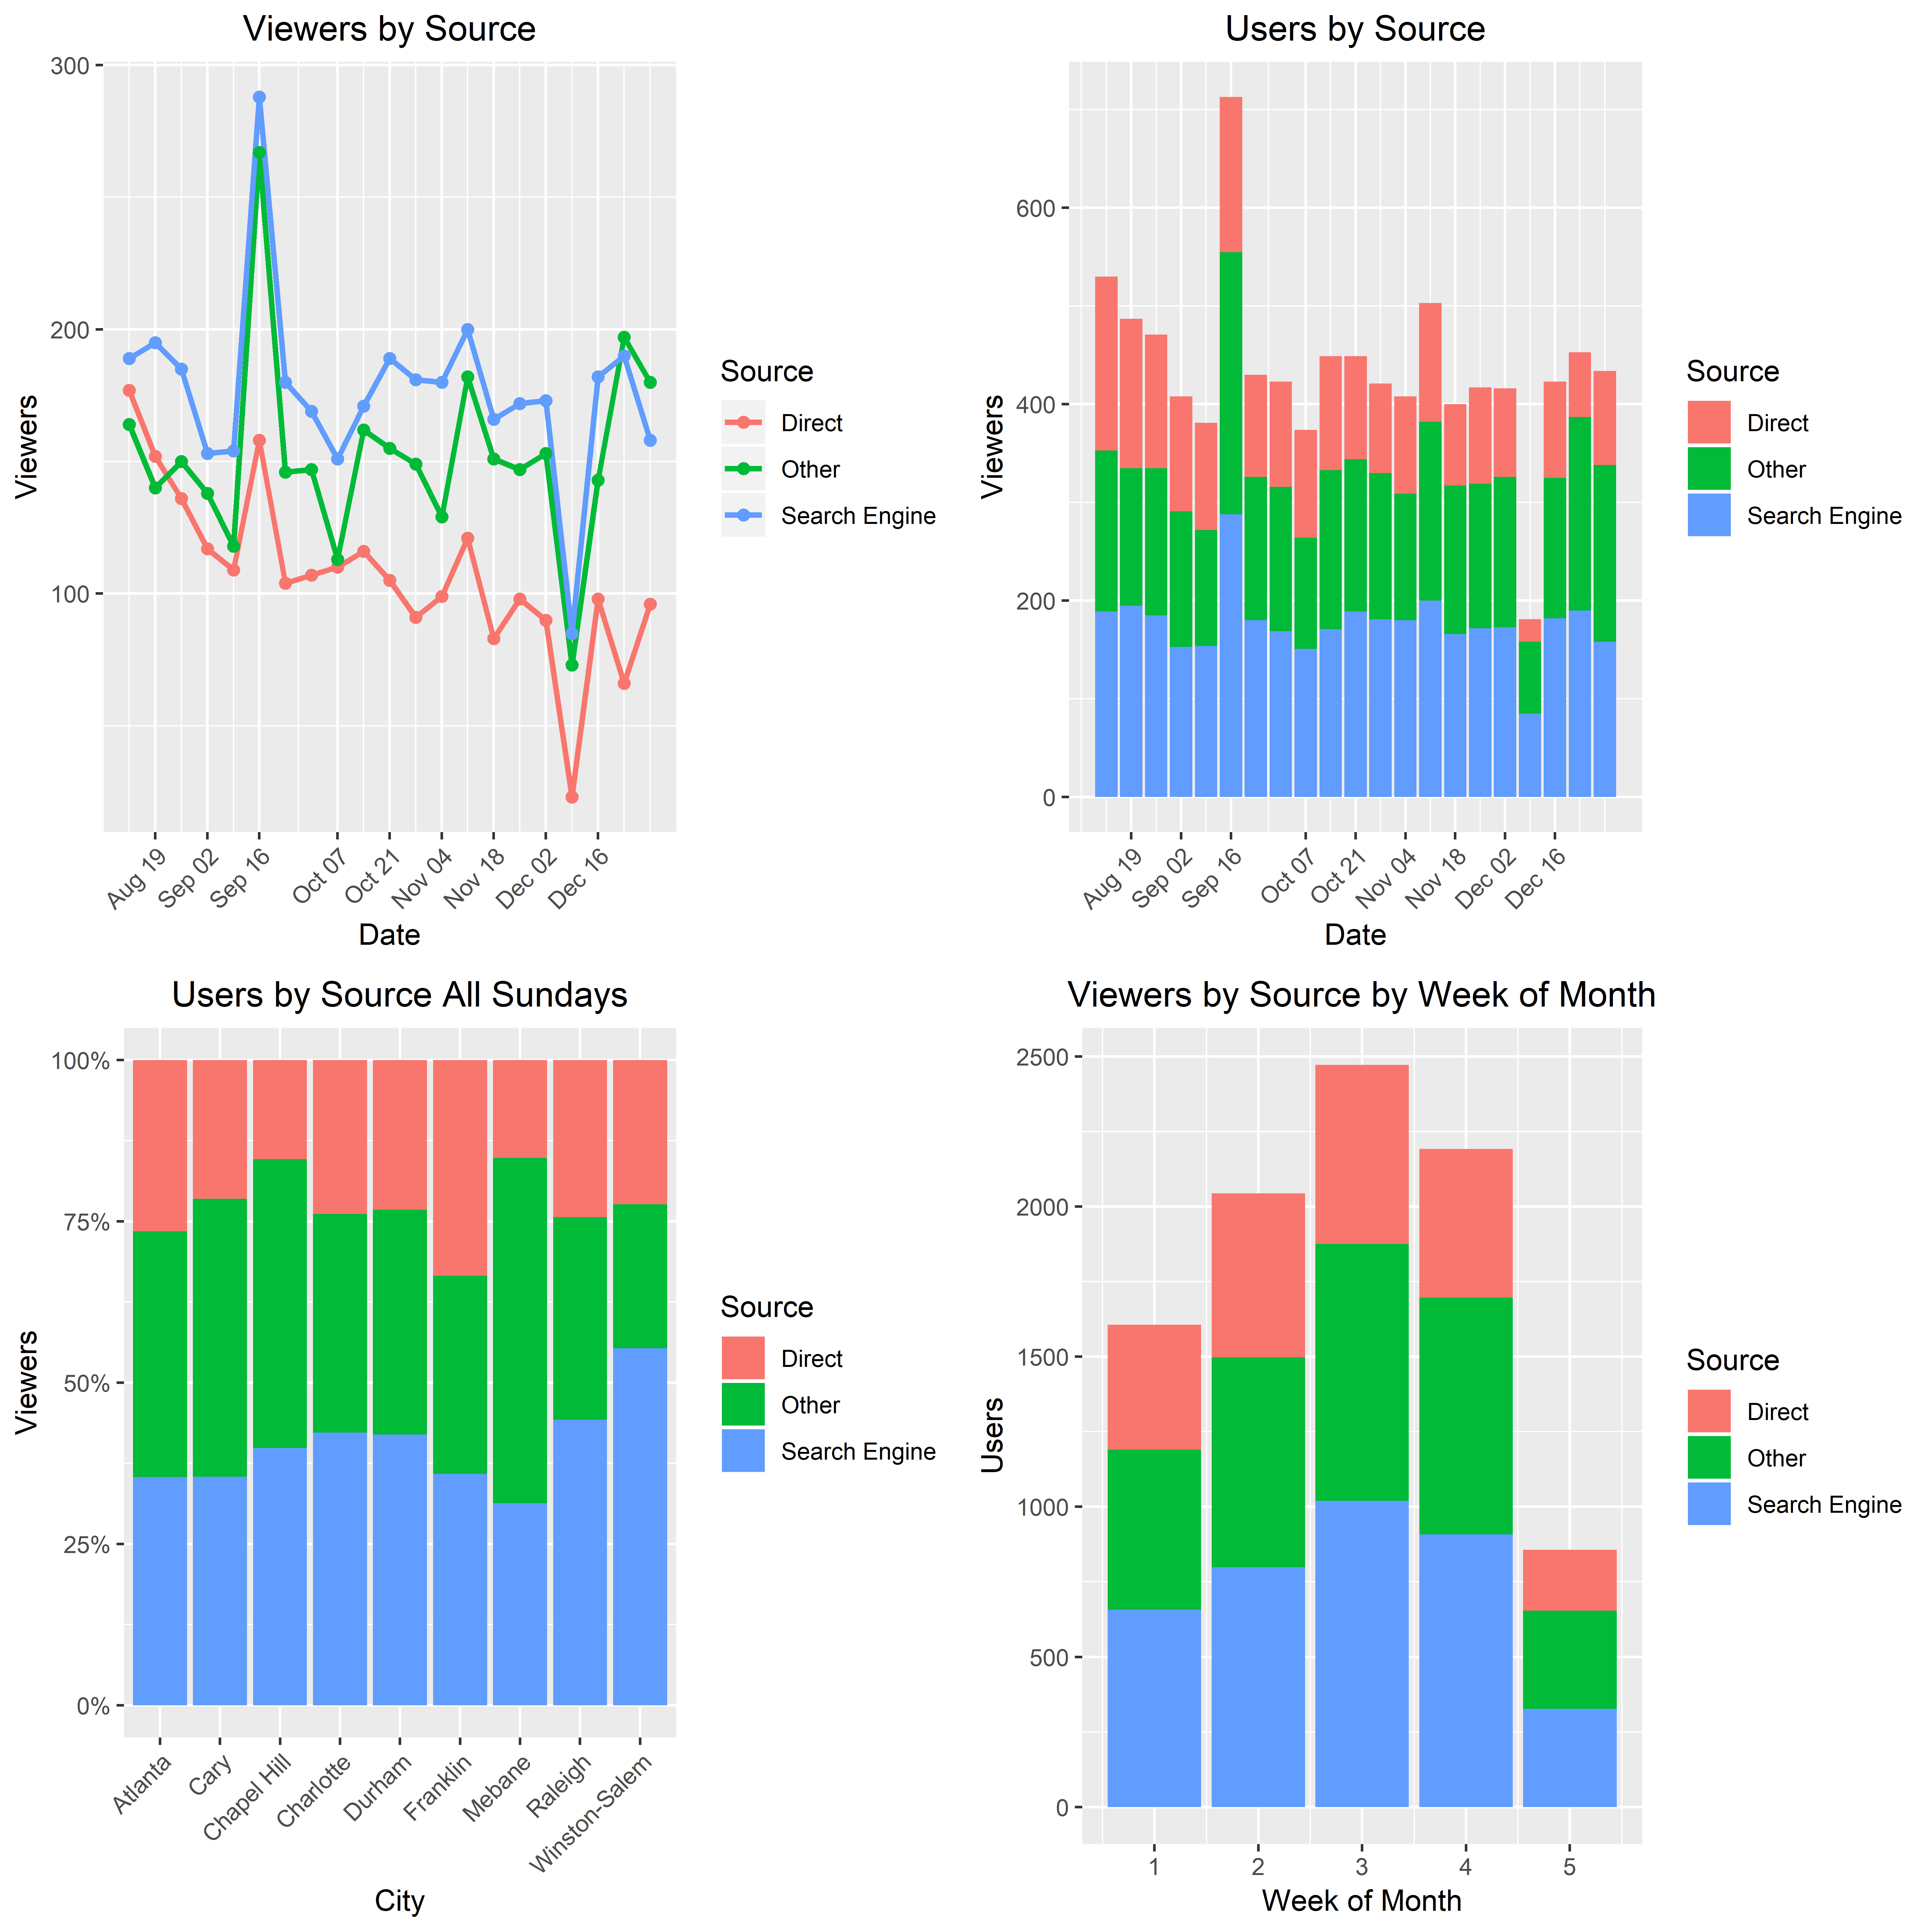 Viewers by Source
300
200
100
Viewers
Aug 19
Sep 02
Sep 16
Oct 07
Oct 21
Nov 04
Nov 18
Dec 02
Dec 16
Date
Source
Direct
Other
Search Engine
Users by Source
600
400
200
0
Viewers
Aug 19
Sep 02
Sep 16
Oct 07
Oct 21
Nov 04
Nov 18
Dec 02
Dec 16
Date
Source
Direct
Other
Search Engine
Users by Source All Sundays
100%
75%
50%
25%
0%
Viewers
Atlanta
Cary
Chapel Hill
Charlotte
Durham
Franklin
Mebane
Raleigh
Winston-Salem
City
Source
Direct
Other
Search Engine
Viewers by Source by Week of Month
2500
2000
1500
1000
500
0
Users
1
2
3
4
5
Week of Month
Source
Direct
Other
Search Engine